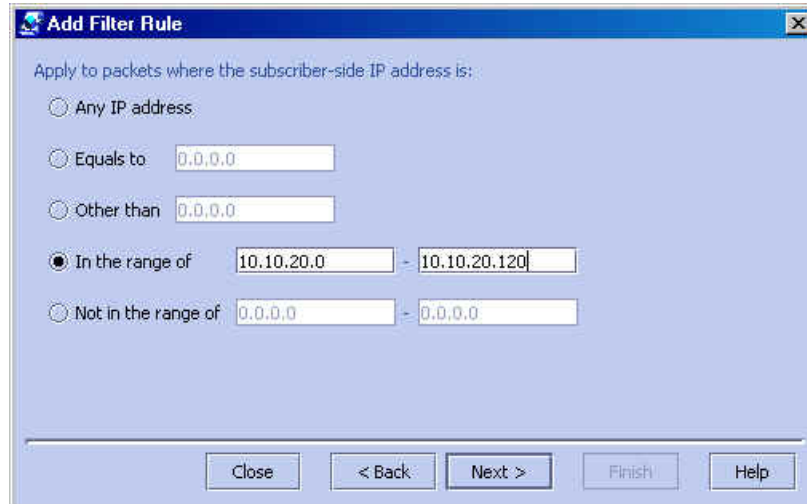 Add Filter Rule
Apply to packets where the subscriber-side IP address is:
Any IP address
Equals to 0.0.0.0
Other than 0.0.0.0
In the range of 10.10.20.0 - 10.10.20.120
Not in the range of 0.0.0.0 - 0.0.0.0
Close < Back Next > Finish Help